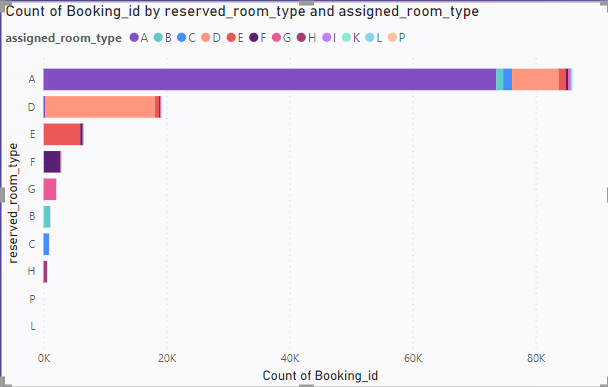 Count of Booking_id by reserved_room_type and assigned_room_type
assigned_room_type A B C D E F G H I K L P
reserved_room_type
A
D
E
F
G
B
C
H
P
L
0K 20K 40K 60K 80K
Count of Booking_id